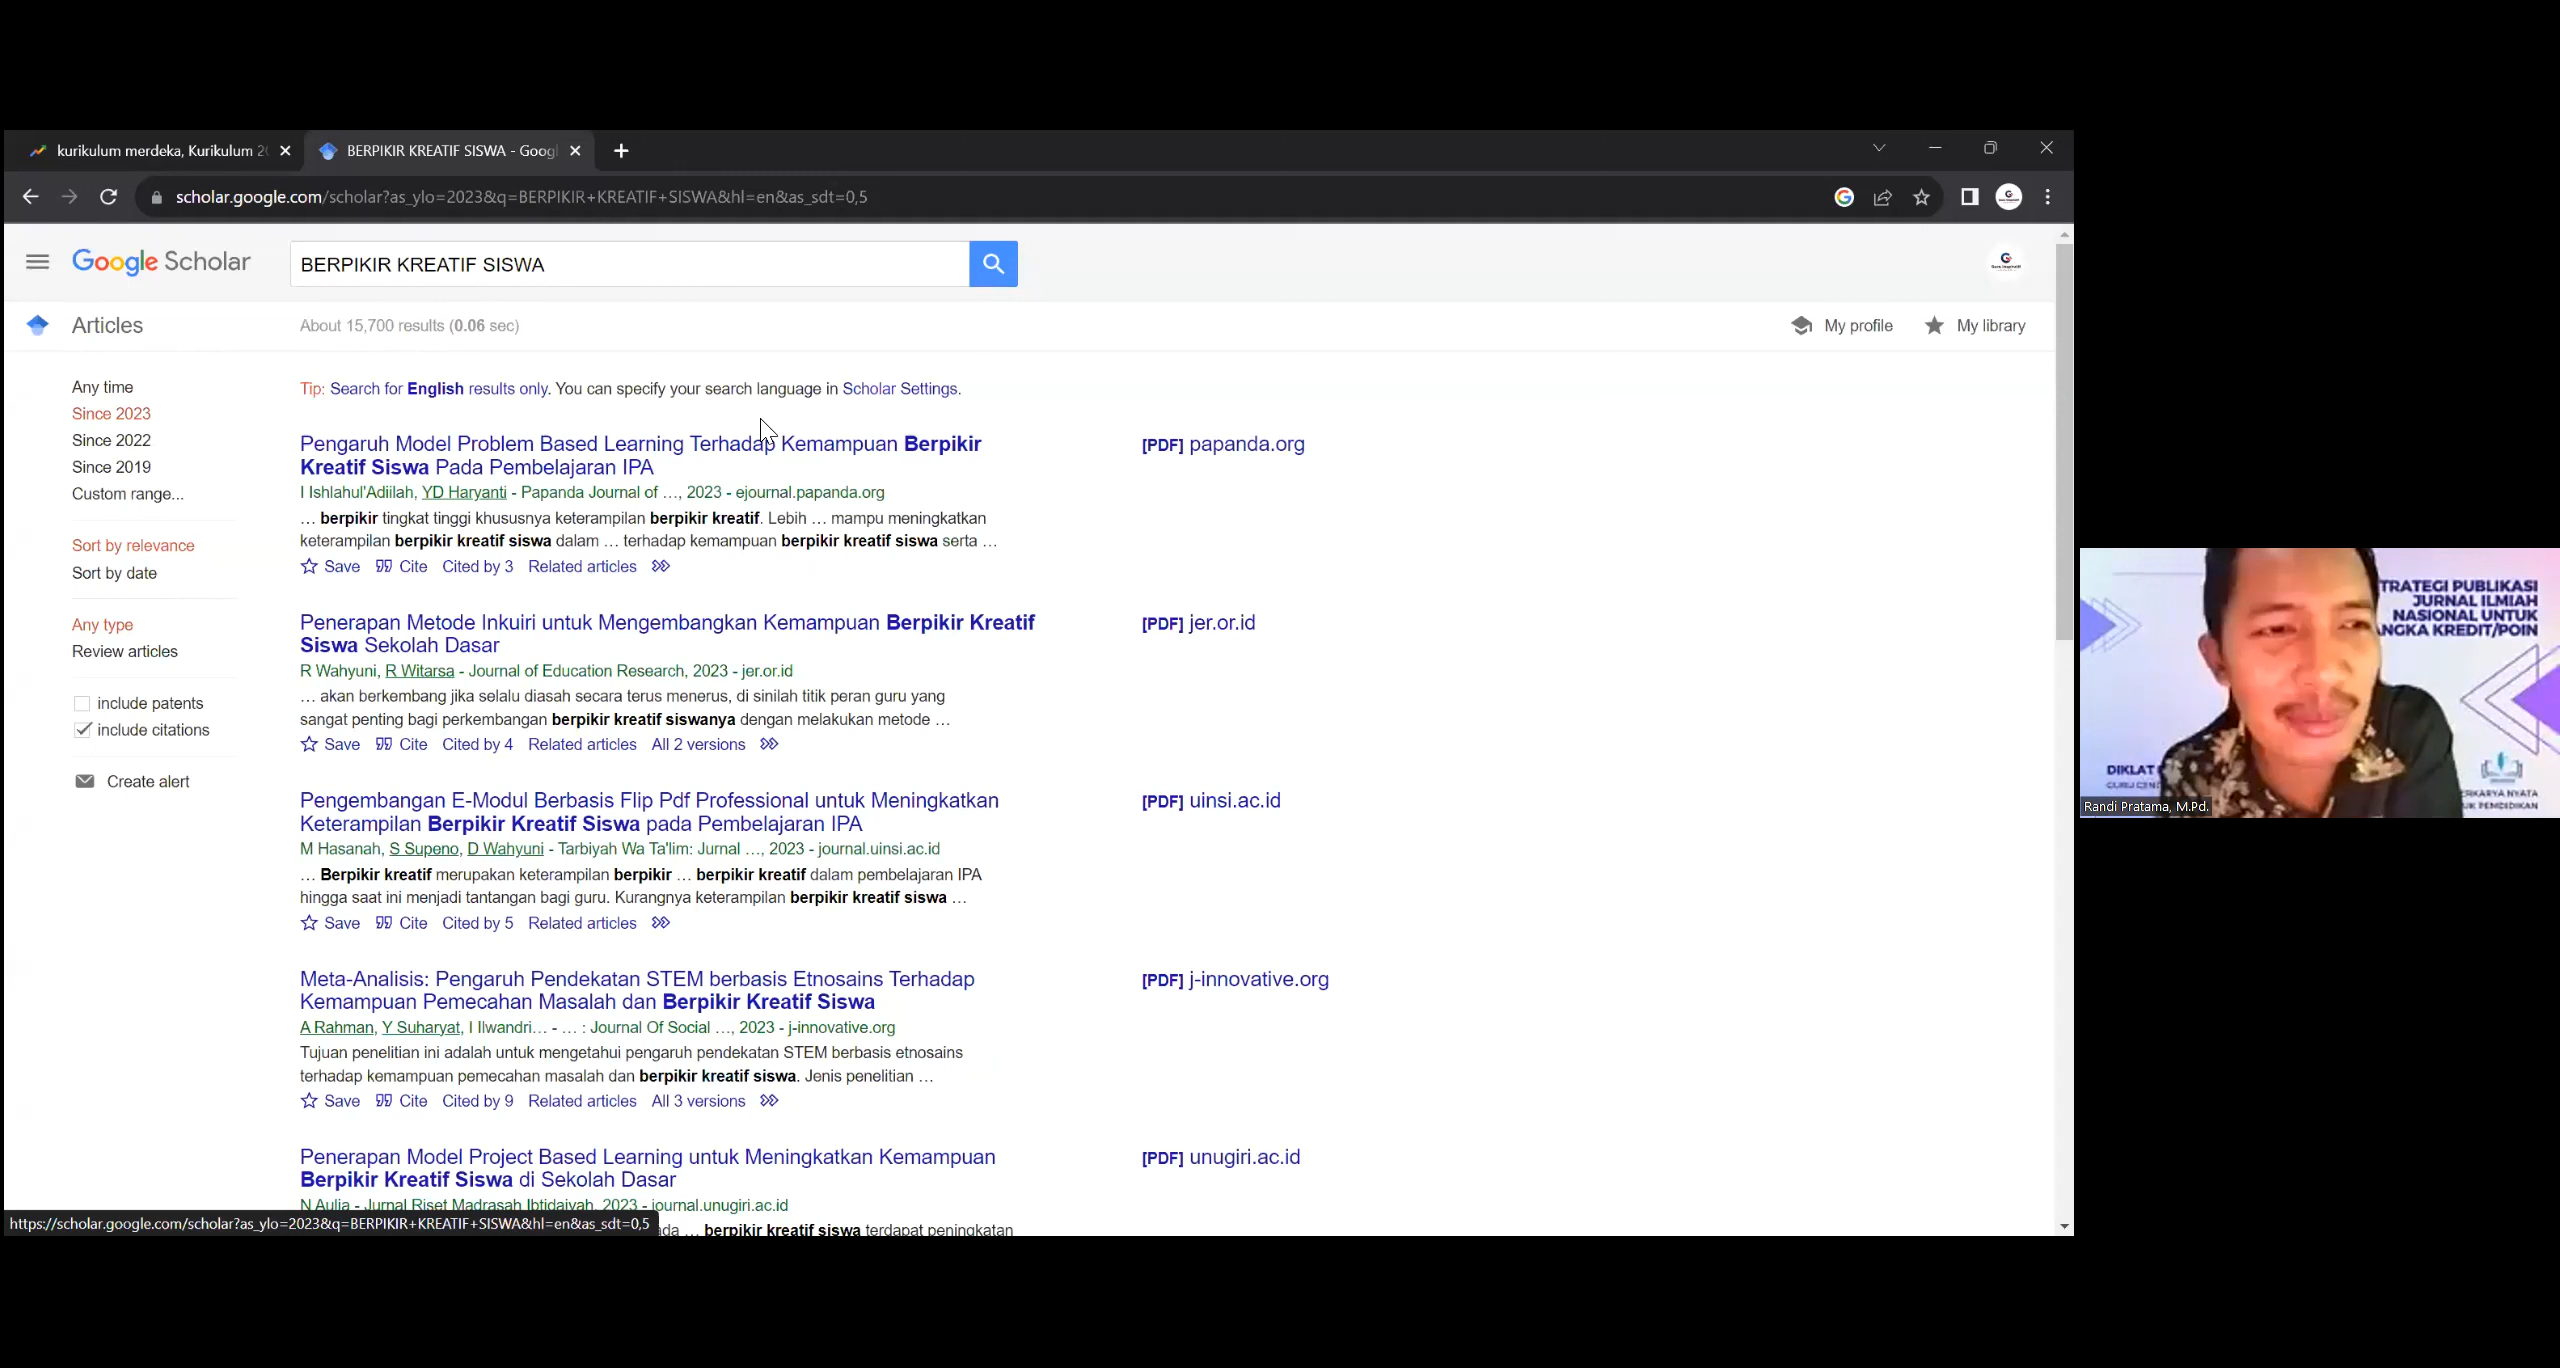 kurikulum merdeka, Kurikulum 20
BERPIKIR KREATIF SISWA - Googl
scholar.google.com/scholar?as_ylo=2023&q=BERPIKIR+KREATIF+SISWA&hl=en&as_sdt=0,5
Google Scholar
BERPIKIR KREATIF SISWA
Articles
About 15,700 results (0.06 sec)
My profile
My library
Any time
Since 2023
Since 2022
Since 2019
Custom range...
Sort by relevance
Sort by date
Any type
Review articles
include patents
include citations
Create alert
Tip: Search for English results only. You can specify your search language in Scholar Settings.
Pengaruh Model Problem Based Learning Terhadap Kemampuan Berpikir
Kreatif Siswa Pada Pembelajaran IPA
I Ishlahul'Adiilah, YD Haryanti - Papanda Journal of …, 2023 - ejournal.papanda.org
… berpikir tingkat tinggi khususnya keterampilan berpikir kreatif. Lebih … mampu meningkatkan
keterampilan berpikir kreatif siswa dalam … terhadap kemampuan berpikir kreatif siswa serta …
Save Cite Cited by 3 Related articles
[PDF] papanda.org
Penerapan Metode Inkuiri untuk Mengembangkan Kemampuan Berpikir Kreatif
Siswa Sekolah Dasar
R Wahyuni, R Witarsa - Journal of Education Research, 2023 - jer.or.id
… akan berkembang jika selalu diasah secara terus menerus, di sinilah titik peran guru yang
sangat penting bagi perkembangan berpikir kreatif siswanya dengan melakukan metode …
Save Cite Cited by 4 Related articles All 2 versions
[PDF] jer.or.id
Pengembangan E-Modul Berbasis Flip Pdf Professional untuk Meningkatkan
Keterampilan Berpikir Kreatif Siswa pada Pembelajaran IPA
M Hasanah, S Supeno, D Wahyuni - Tarbiyah Wa Ta'lim: Jurnal …, 2023 - journal.uinsi.ac.id
… Berpikir kreatif merupakan keterampilan berpikir … berpikir kreatif dalam pembelajaran IPA
hingga saat ini menjadi tantangan bagi guru. Kurangnya keterampilan berpikir kreatif siswa …
Save Cite Cited by 5 Related articles
[PDF] uinsi.ac.id
Meta-Analisis: Pengaruh Pendekatan STEM berbasis Etnosains Terhadap
Kemampuan Pemecahan Masalah dan Berpikir Kreatif Siswa
A Rahman, Y Suharyat, I Ilwandri… - … : Journal Of Social …, 2023 - j-innovative.org
Tujuan penelitian ini adalah untuk mengetahui pengaruh pendekatan STEM berbasis etnosains
terhadap kemampuan pemecahan masalah dan berpikir kreatif siswa. Jenis penelitian …
Save Cite Cited by 9 Related articles All 3 versions
[PDF] j-innovative.org
Penerapan Model Project Based Learning untuk Meningkatkan Kemampuan
Berpikir Kreatif Siswa di Sekolah Dasar
N Aulia - Jurnal Riset Madrasah Ibtidaiyah, 2023 - journal.unugiri.ac.id
ada … berpikir kreatif siswa terdapat peningkatan
[PDF] unugiri.ac.id
https://scholar.google.com/scholar?as_ylo=2023&q=BERPIKIR+KREATIF+SISWA&hl=en&as_sdt=0,5
TRATEGI PUBLIKASI
JURNAL ILMIAH
NASIONAL UNTUK
ANGKA KREDIT/POIN
DIKLAT
GURU CEN
ERKARYA NYATA
UK PENDIDIKAN
Randi Pratama, M.Pd.